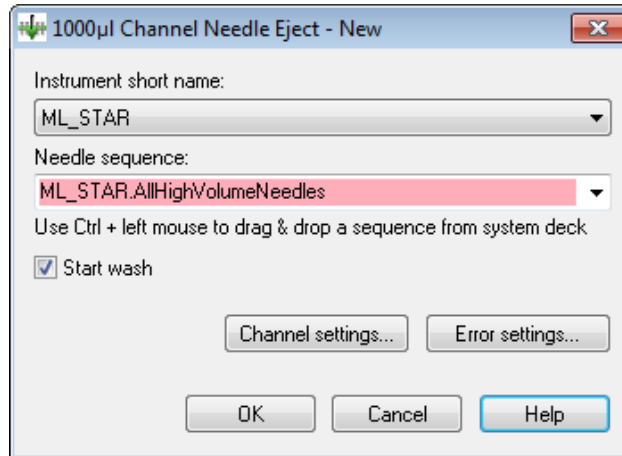 1000µl Channel Needle Eject - New
Instrument short name:
ML_STAR
Needle sequence:
ML_STAR.AllHighVolumeNeedles
Use Ctrl + left mouse to drag & drop a sequence from system deck
Start wash
Channel settings... Error settings...
OK Cancel Help